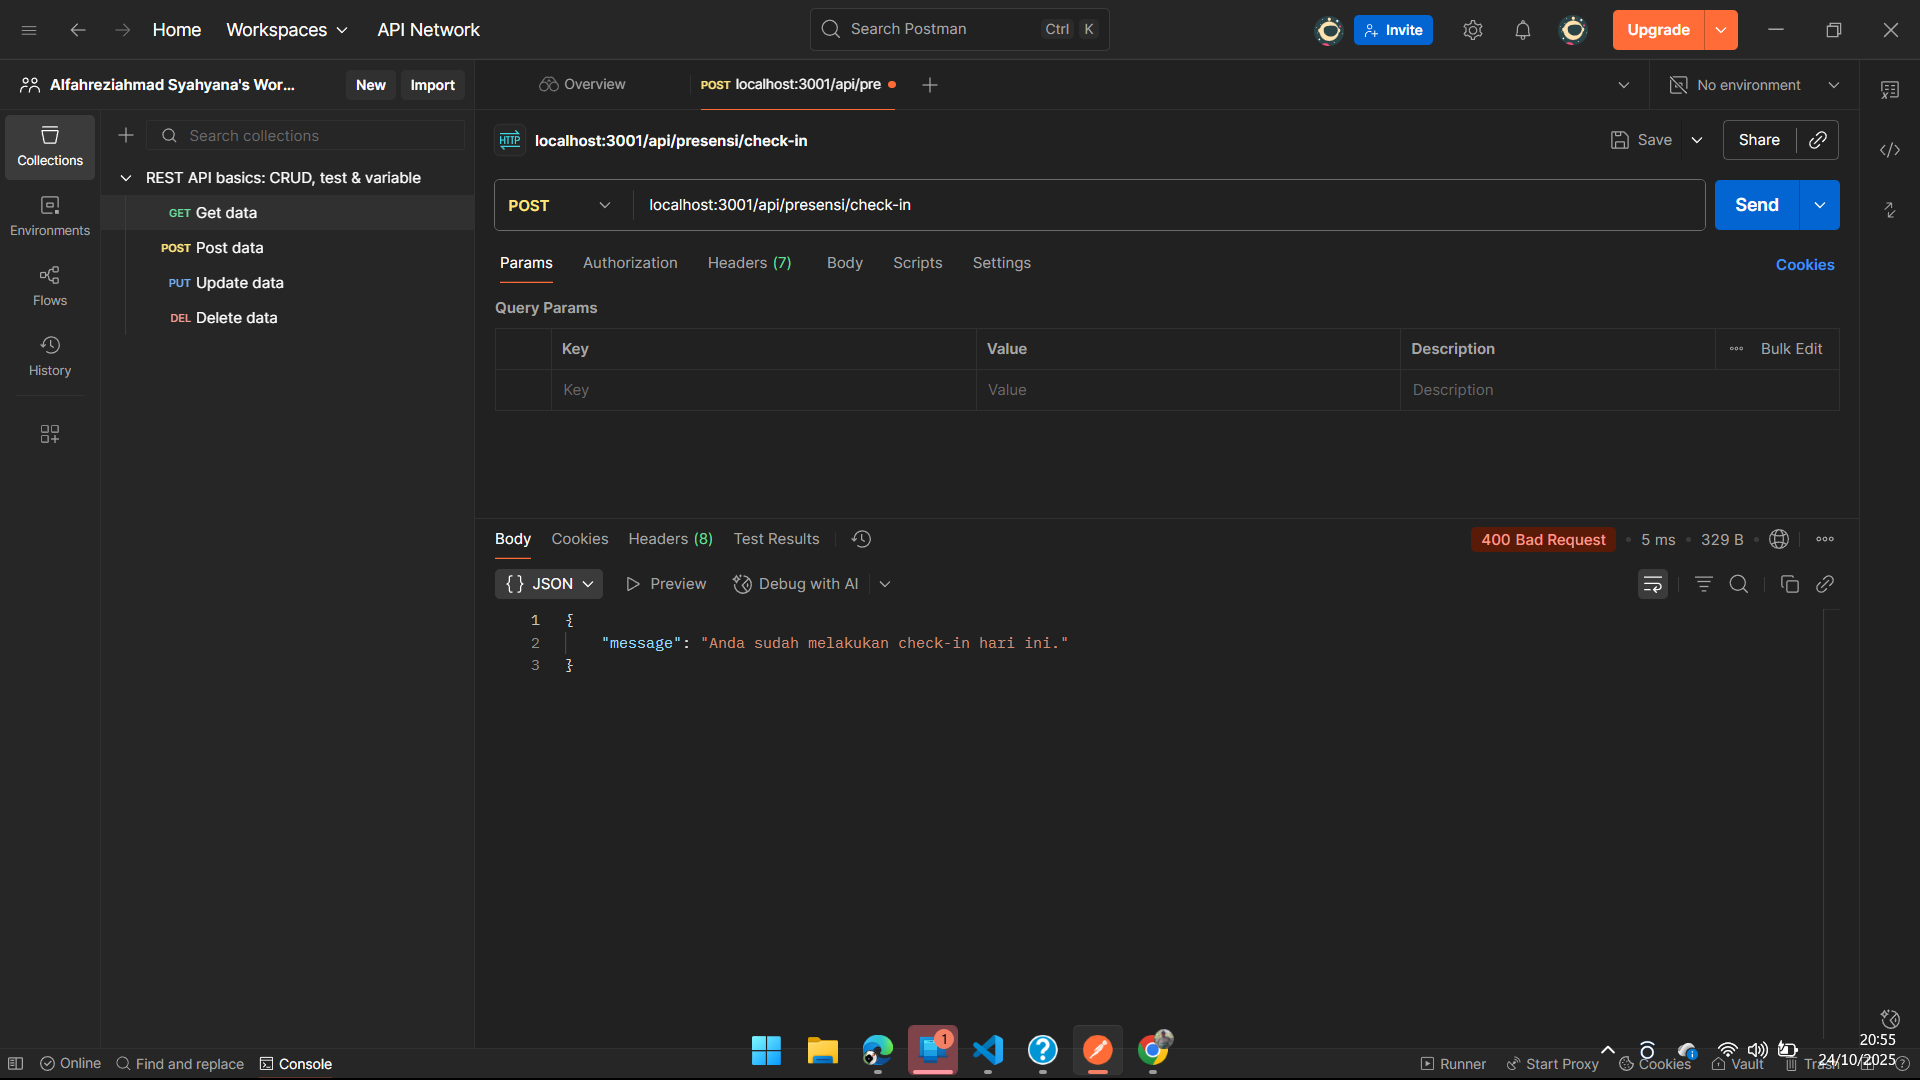 Home
Workspaces
API Network
Search Postman
Ctrl
K
Invite
Upgrade
Alfahreziahmad Syahyana's Wor...
New
Import
Overview
POST localhost:3001/api/pre
No environment
Collections
Environments
Flows
History
Search collections
REST API basics: CRUD, test & variable
GET Get data
POST Post data
PUT Update data
DEL Delete data
HTTP
localhost:3001/api/presensi/check-in
Save
Share
POST
localhost:3001/api/presensi/check-in
Send
Params
Authorization
Headers (7)
Body
Scripts
Settings
Cookies
Query Params
Key
Value
Description
Bulk Edit
Key
Value
Description
Body
Cookies
Headers (8)
Test Results
400 Bad Request
5 ms
329 B
{} JSON
Preview
Debug with AI
1 {
2 "message": "Anda sudah melakukan check-in hari ini."
3 }
Online
Find and replace
Console
1
Runner
Start Proxy
Cookies
Vault
Trash
20:55
24/10/2025